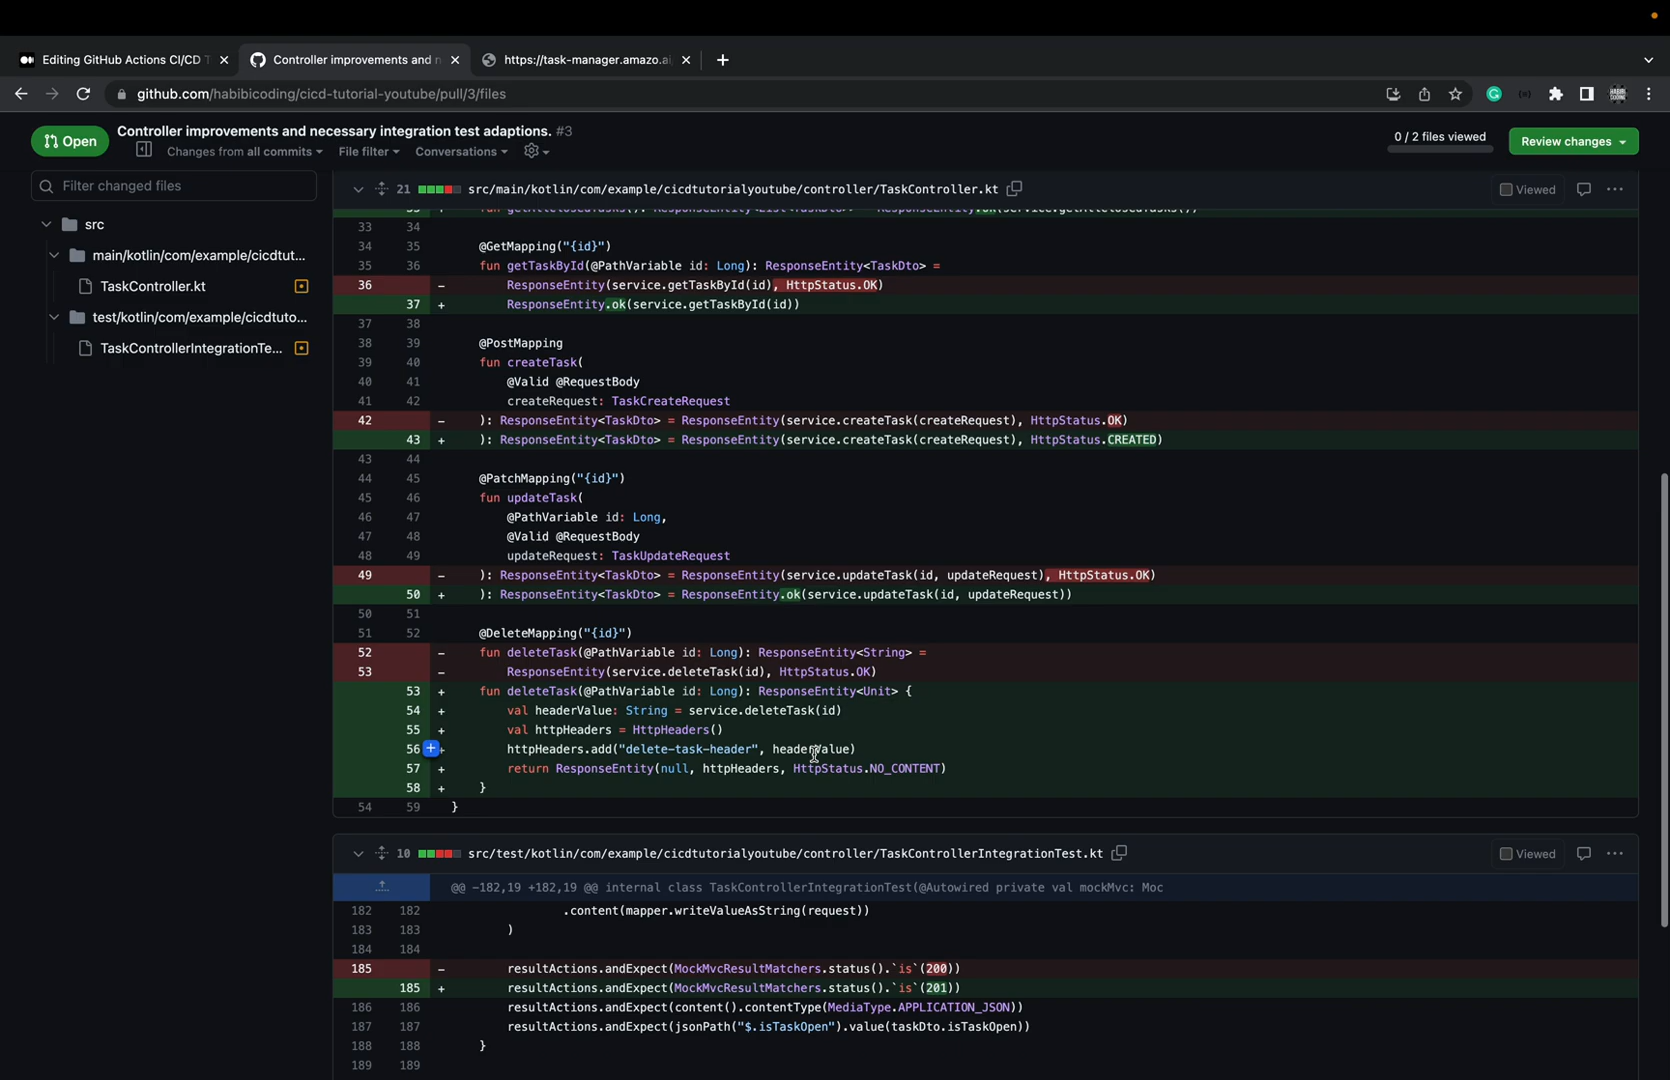 Editing GitHub Actions CI/CD T
Controller improvements and n
https://task-manager.amazo.ai
github.com/habibicoding/cicd-tutorial-youtube/pull/3/files
Open
Controller improvements and necessary integration test adaptions. #3
Changes from all commits
File filter
Conversations
0 / 2 files viewed
Review changes
Filter changed files
src
main/kotlin/com/example/cicdtut...
TaskController.kt
test/kotlin/com/example/cicdtuto...
TaskControllerIntegrationTe...
21 src/main/kotlin/com/example/cicdtutorialyoutube/controller/TaskController.kt
Viewed
33 34
34 35 @GetMapping("{id}")
35 36 fun getTaskById(@PathVariable id: Long): ResponseEntity<TaskDto> =
36 - ResponseEntity(service.getTaskById(id), HttpStatus.OK)
37 + ResponseEntity.ok(service.getTaskById(id))
37 38
38 39 @PostMapping
39 40 fun createTask(
40 41 @Valid @RequestBody
41 42 createRequest: TaskCreateRequest
42 - ): ResponseEntity<TaskDto> = ResponseEntity(service.createTask(createRequest), HttpStatus.OK)
43 + ): ResponseEntity<TaskDto> = ResponseEntity(service.createTask(createRequest), HttpStatus.CREATED)
43 44
44 45 @PatchMapping("{id}")
45 46 fun updateTask(
46 47 @PathVariable id: Long,
47 48 @Valid @RequestBody
48 49 updateRequest: TaskUpdateRequest
49 - ): ResponseEntity<TaskDto> = ResponseEntity(service.updateTask(id, updateRequest), HttpStatus.OK)
50 + ): ResponseEntity<TaskDto> = ResponseEntity.ok(service.updateTask(id, updateRequest))
50 51
51 52 @DeleteMapping("{id}")
52 - fun deleteTask(@PathVariable id: Long): ResponseEntity<String> =
53 - ResponseEntity(service.deleteTask(id), HttpStatus.OK)
53 + fun deleteTask(@PathVariable id: Long): ResponseEntity<Unit> {
54 + val headerValue: String = service.deleteTask(id)
55 + val httpHeaders = HttpHeaders()
56 + httpHeaders.add("delete-task-header", headerValue)
57 + return ResponseEntity(null, httpHeaders, HttpStatus.NO_CONTENT)
58 + }
54 59 }
10 src/test/kotlin/com/example/cicdtutorialyoutube/controller/TaskControllerIntegrationTest.kt
Viewed
@@ -182,19 +182,19 @@ internal class TaskControllerIntegrationTest(@Autowired private val mockMvc: Moc
182 182 .content(mapper.writeValueAsString(request))
183 183 )
184 184
185 - resultActions.andExpect(MockMvcResultMatchers.status().`is`(200))
185 + resultActions.andExpect(MockMvcResultMatchers.status().`is`(201))
186 186 resultActions.andExpect(content().contentType(MediaType.APPLICATION_JSON))
187 187 resultActions.andExpect(jsonPath("$.isTaskOpen").value(taskDto.isTaskOpen))
188 188 }
189 189